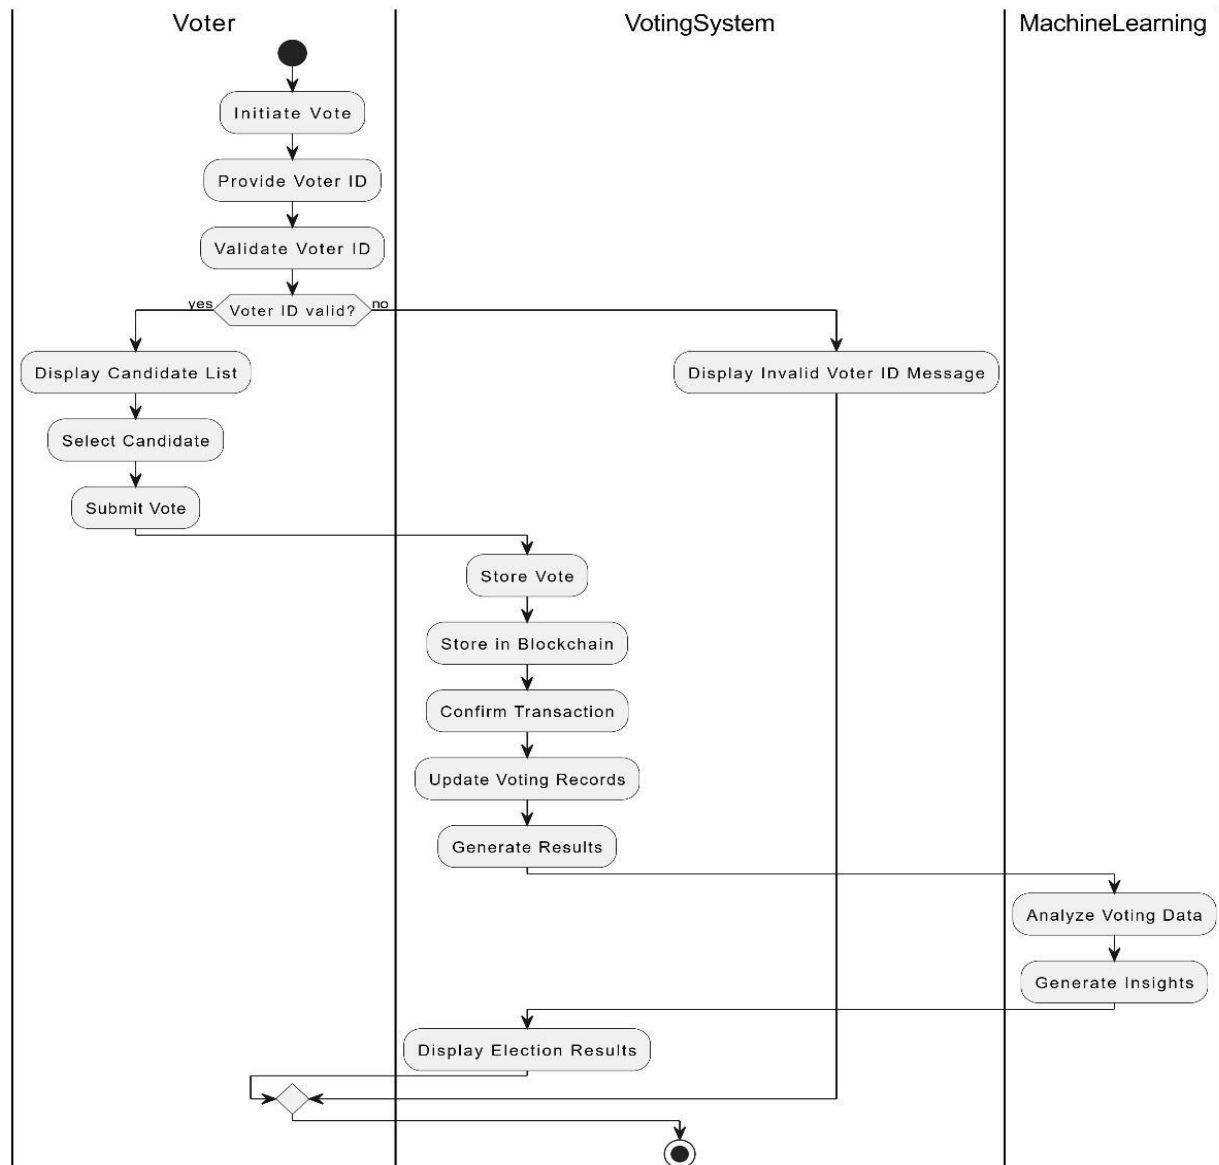 Voter
VotingSystem
MachineLearning
Initiate Vote
Provide Voter ID
Validate Voter ID
yes
Voter ID valid?
no
Display Candidate List
Display Invalid Voter ID Message
Select Candidate
Submit Vote
Store Vote
Store in Blockchain
Confirm Transaction
Update Voting Records
Generate Results
Analyze Voting Data
Generate Insights
Display Election Results